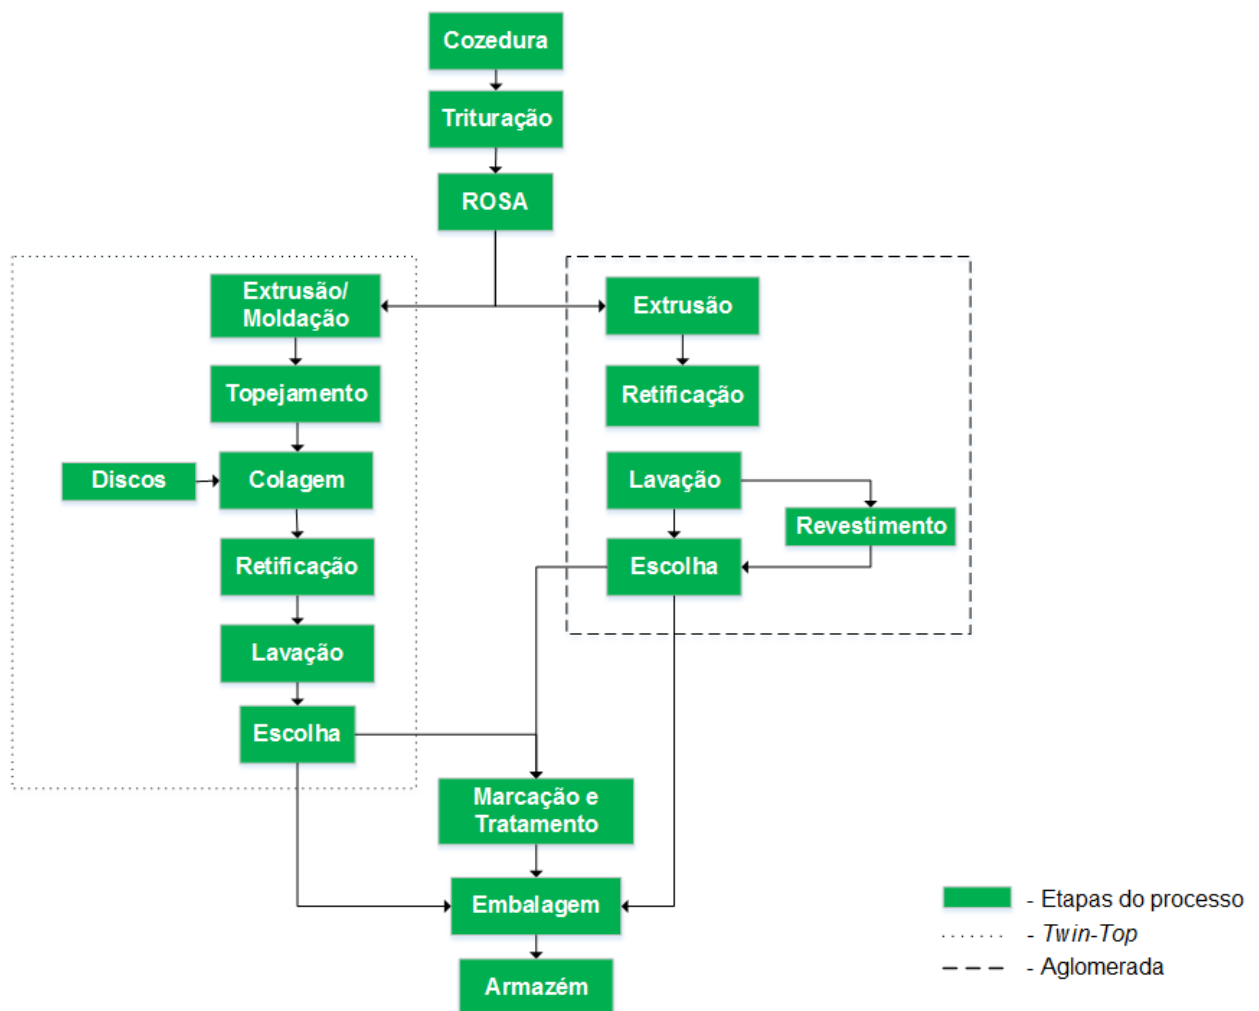 Cozedura
Trituração
ROSA
Extrusão/
Moldação
Topejamento
Discos
Colagem
Retificação
Lavação
Escolha
Extrusão
Retificação
Lavação
Revestimento
Escolha
Marcação e
Tratamento
Embalagem
Armazém
- Etapas do processo
- Twin-Top
- Aglomerada